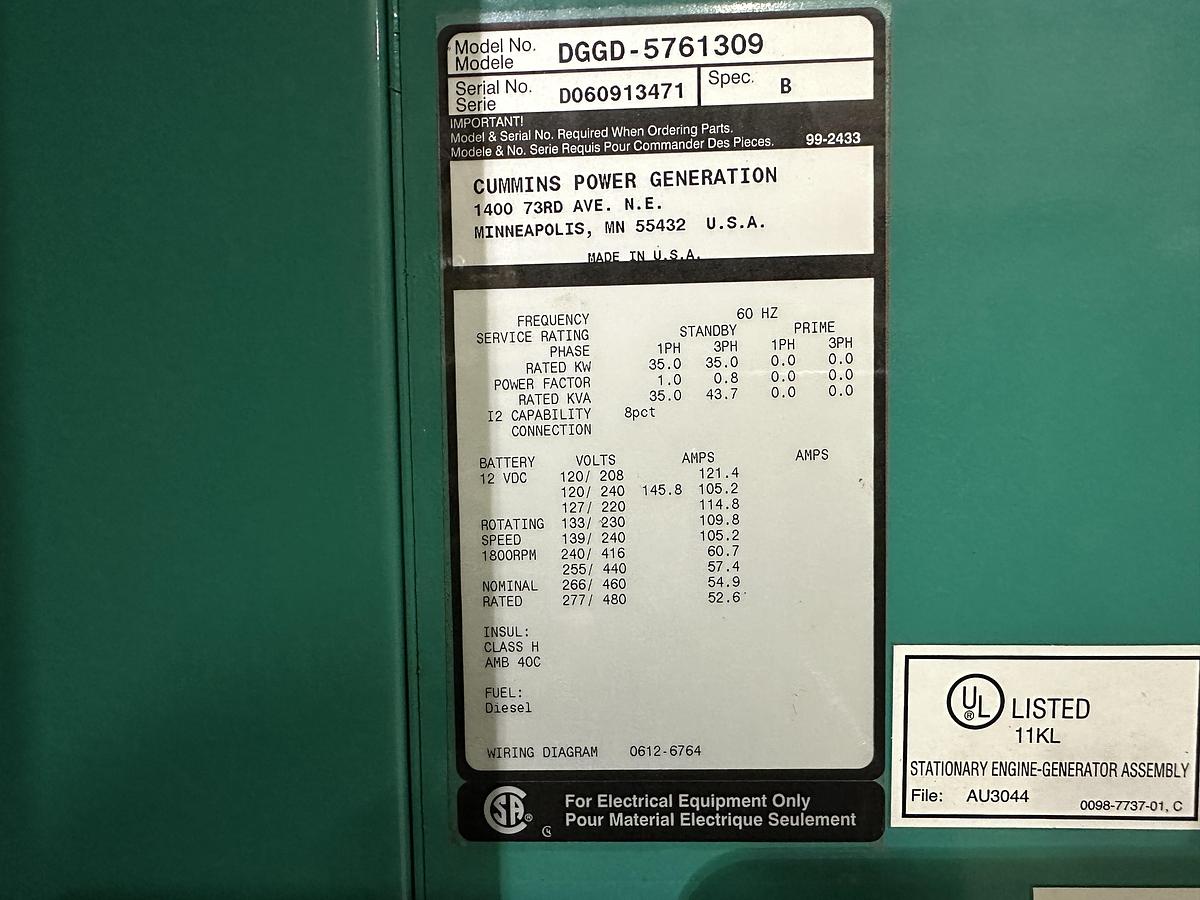 Model No. DGGD-5761309
Modele
Serial No. D060913471 Spec. B
Serie
IMPORTANT!
Model & Serial No. Required When Ordering Parts.
Modele & No. Serie Requis Pour Commander Des Pieces. 99-2433
CUMMINS POWER GENERATION
1400 73RD AVE. N.E.
MINNEAPOLIS, MN 55432 U.S.A.
MADE IN U.S.A.
FREQUENCY 60 HZ
SERVICE RATING STANDBY PRIME
PHASE 1PH 3PH 1PH 3PH
RATED KW 35.0 35.0 0.0 0.0
POWER FACTOR 1.0 0.8 0.0 0.0
RATED KVA 35.0 43.7 0.0 0.0
I2 CAPABILITY 8pct
CONNECTION
BATTERY VOLTS AMPS AMPS
12 VDC 120/ 208 121.4
120/ 240 145.8 105.2
127/ 220 114.8
ROTATING 133/ 230 109.8
SPEED 139/ 240 105.2
1800RPM 240/ 416 60.7
255/ 440 57.4
NOMINAL 266/ 460 54.9
RATED 277/ 480 52.6
INSUL:
CLASS H
AMB 40C
FUEL:
Diesel
WIRING DIAGRAM 0612-6764
SA ® For Electrical Equipment Only
Pour Material Electrique Seulement
UL ® LISTED
11KL
STATIONARY ENGINE-GENERATOR ASSEMBLY
File: AU3044 0098-7737-01, C